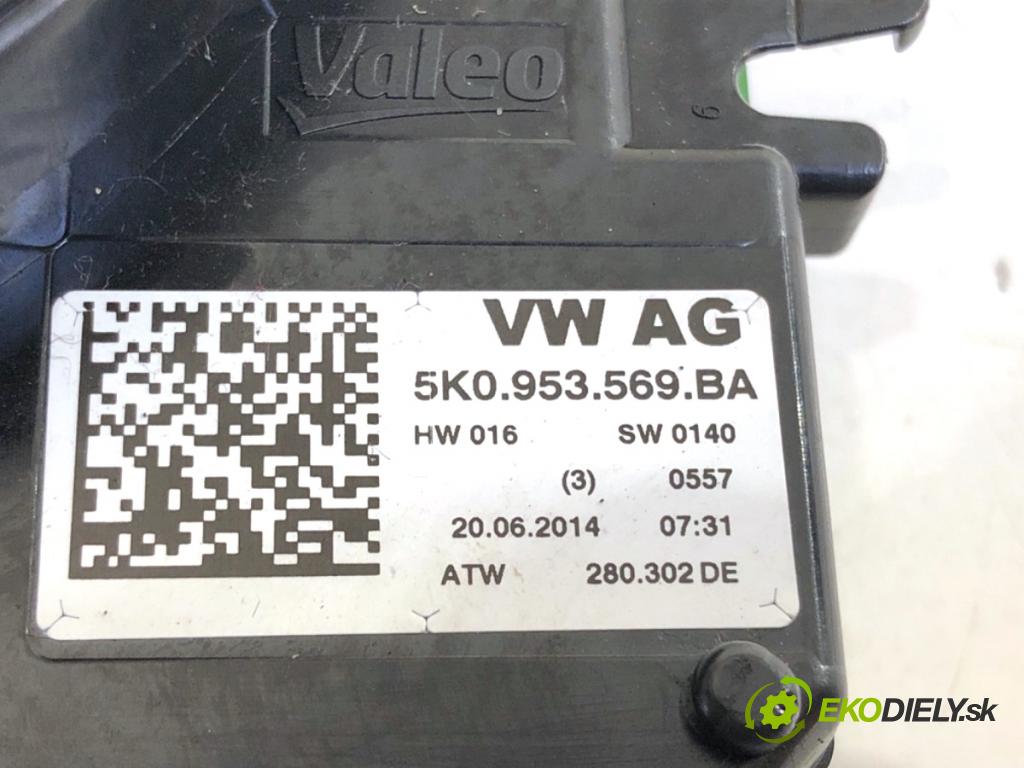 Valeo
6
VW AG
5K0.953.569.BA
HW 016 SW 0140
(3) 0557
20.06.2014 07:31
ATW 280.302 DE
EKODIELY.sk